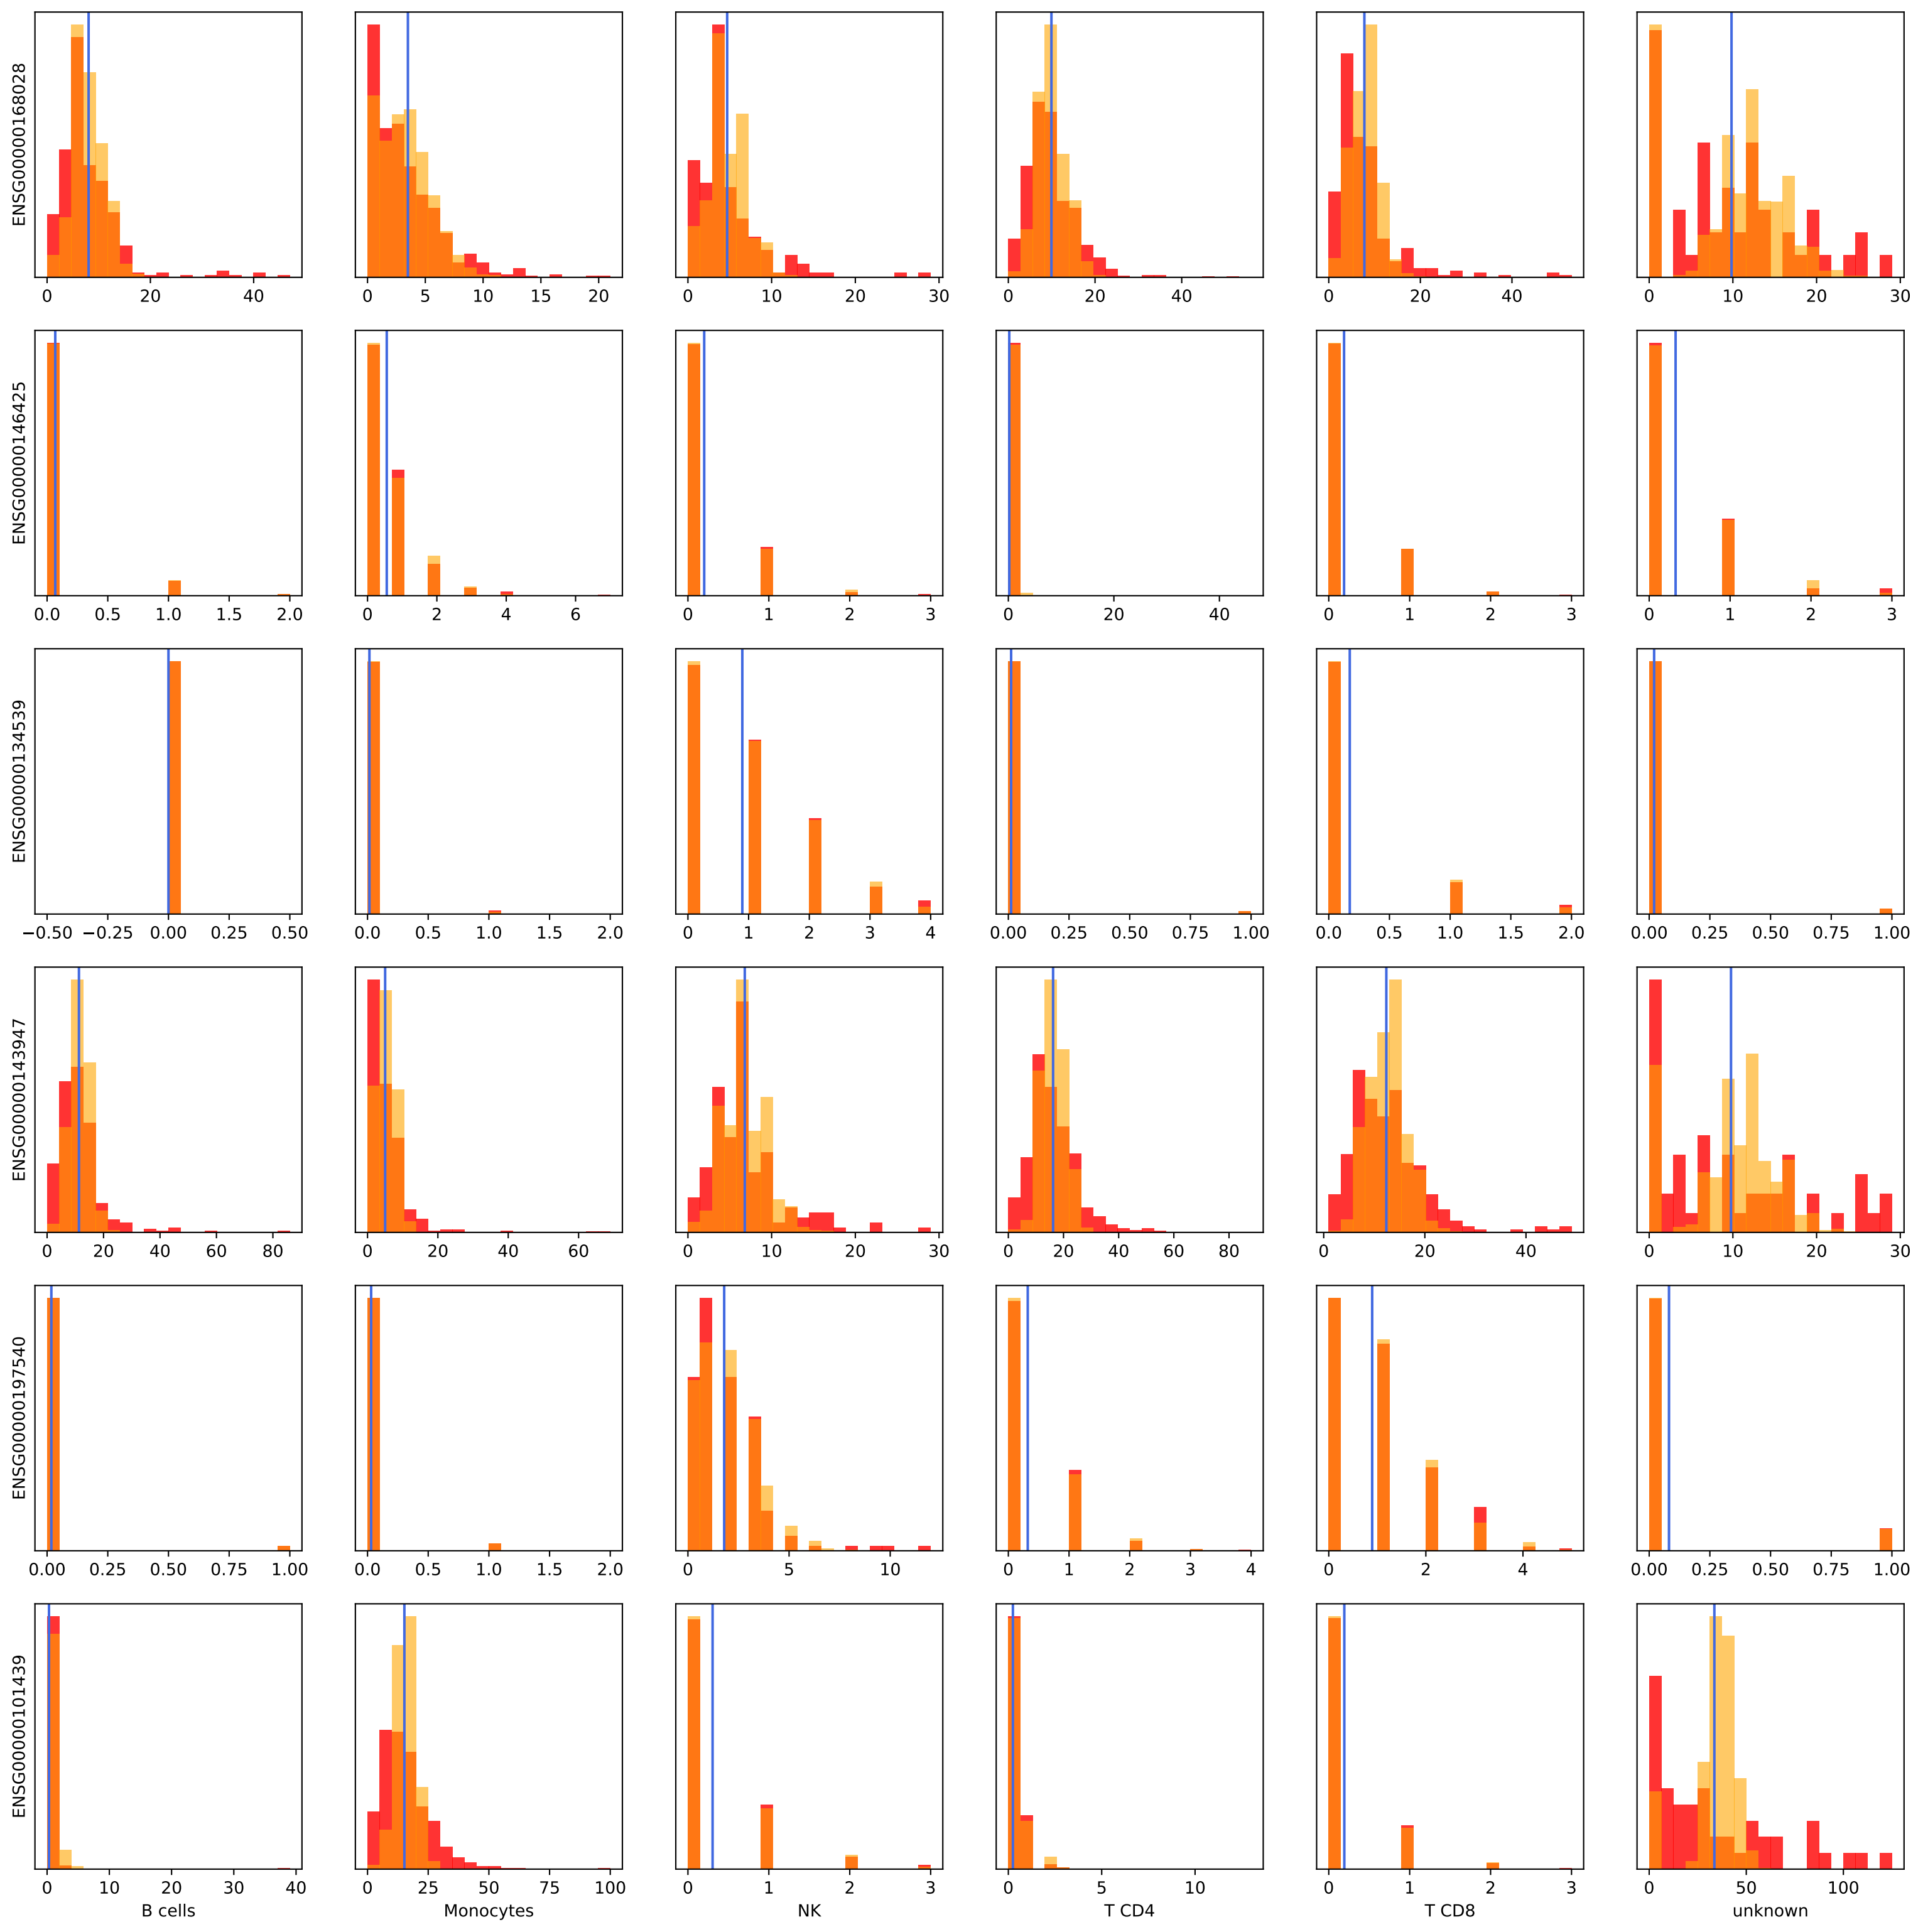 ENSG00000168028
0 20 40
0 5 10 15 20
0 10 20 30
0 20 40
0 20 40
0 10 20 30
ENSG00000146425
0.0 0.5 1.0 1.5 2.0
0 2 4 6
0 1 2 3
0 20 40
0 1 2 3
0 1 2 3
ENSG00000134539
−0.50 −0.25 0.00 0.25 0.50
0.0 0.5 1.0 1.5 2.0
0 1 2 3 4
0.00 0.25 0.50 0.75 1.00
0.0 0.5 1.0 1.5 2.0
0.00 0.25 0.50 0.75 1.00
ENSG00000143947
0 20 40 60 80
0 20 40 60
0 10 20 30
0 20 40 60 80
0 20 40
0 10 20 30
ENSG00000197540
0.00 0.25 0.50 0.75 1.00
0.0 0.5 1.0 1.5 2.0
0 5 10
0 1 2 3 4
0 2 4
0.00 0.25 0.50 0.75 1.00
ENSG00000101439
0 10 20 30 40
0 25 50 75 100
0 1 2 3
0 5 10
0 1 2 3
0 50 100
B cells
Monocytes
NK
T CD4
T CD8
unknown